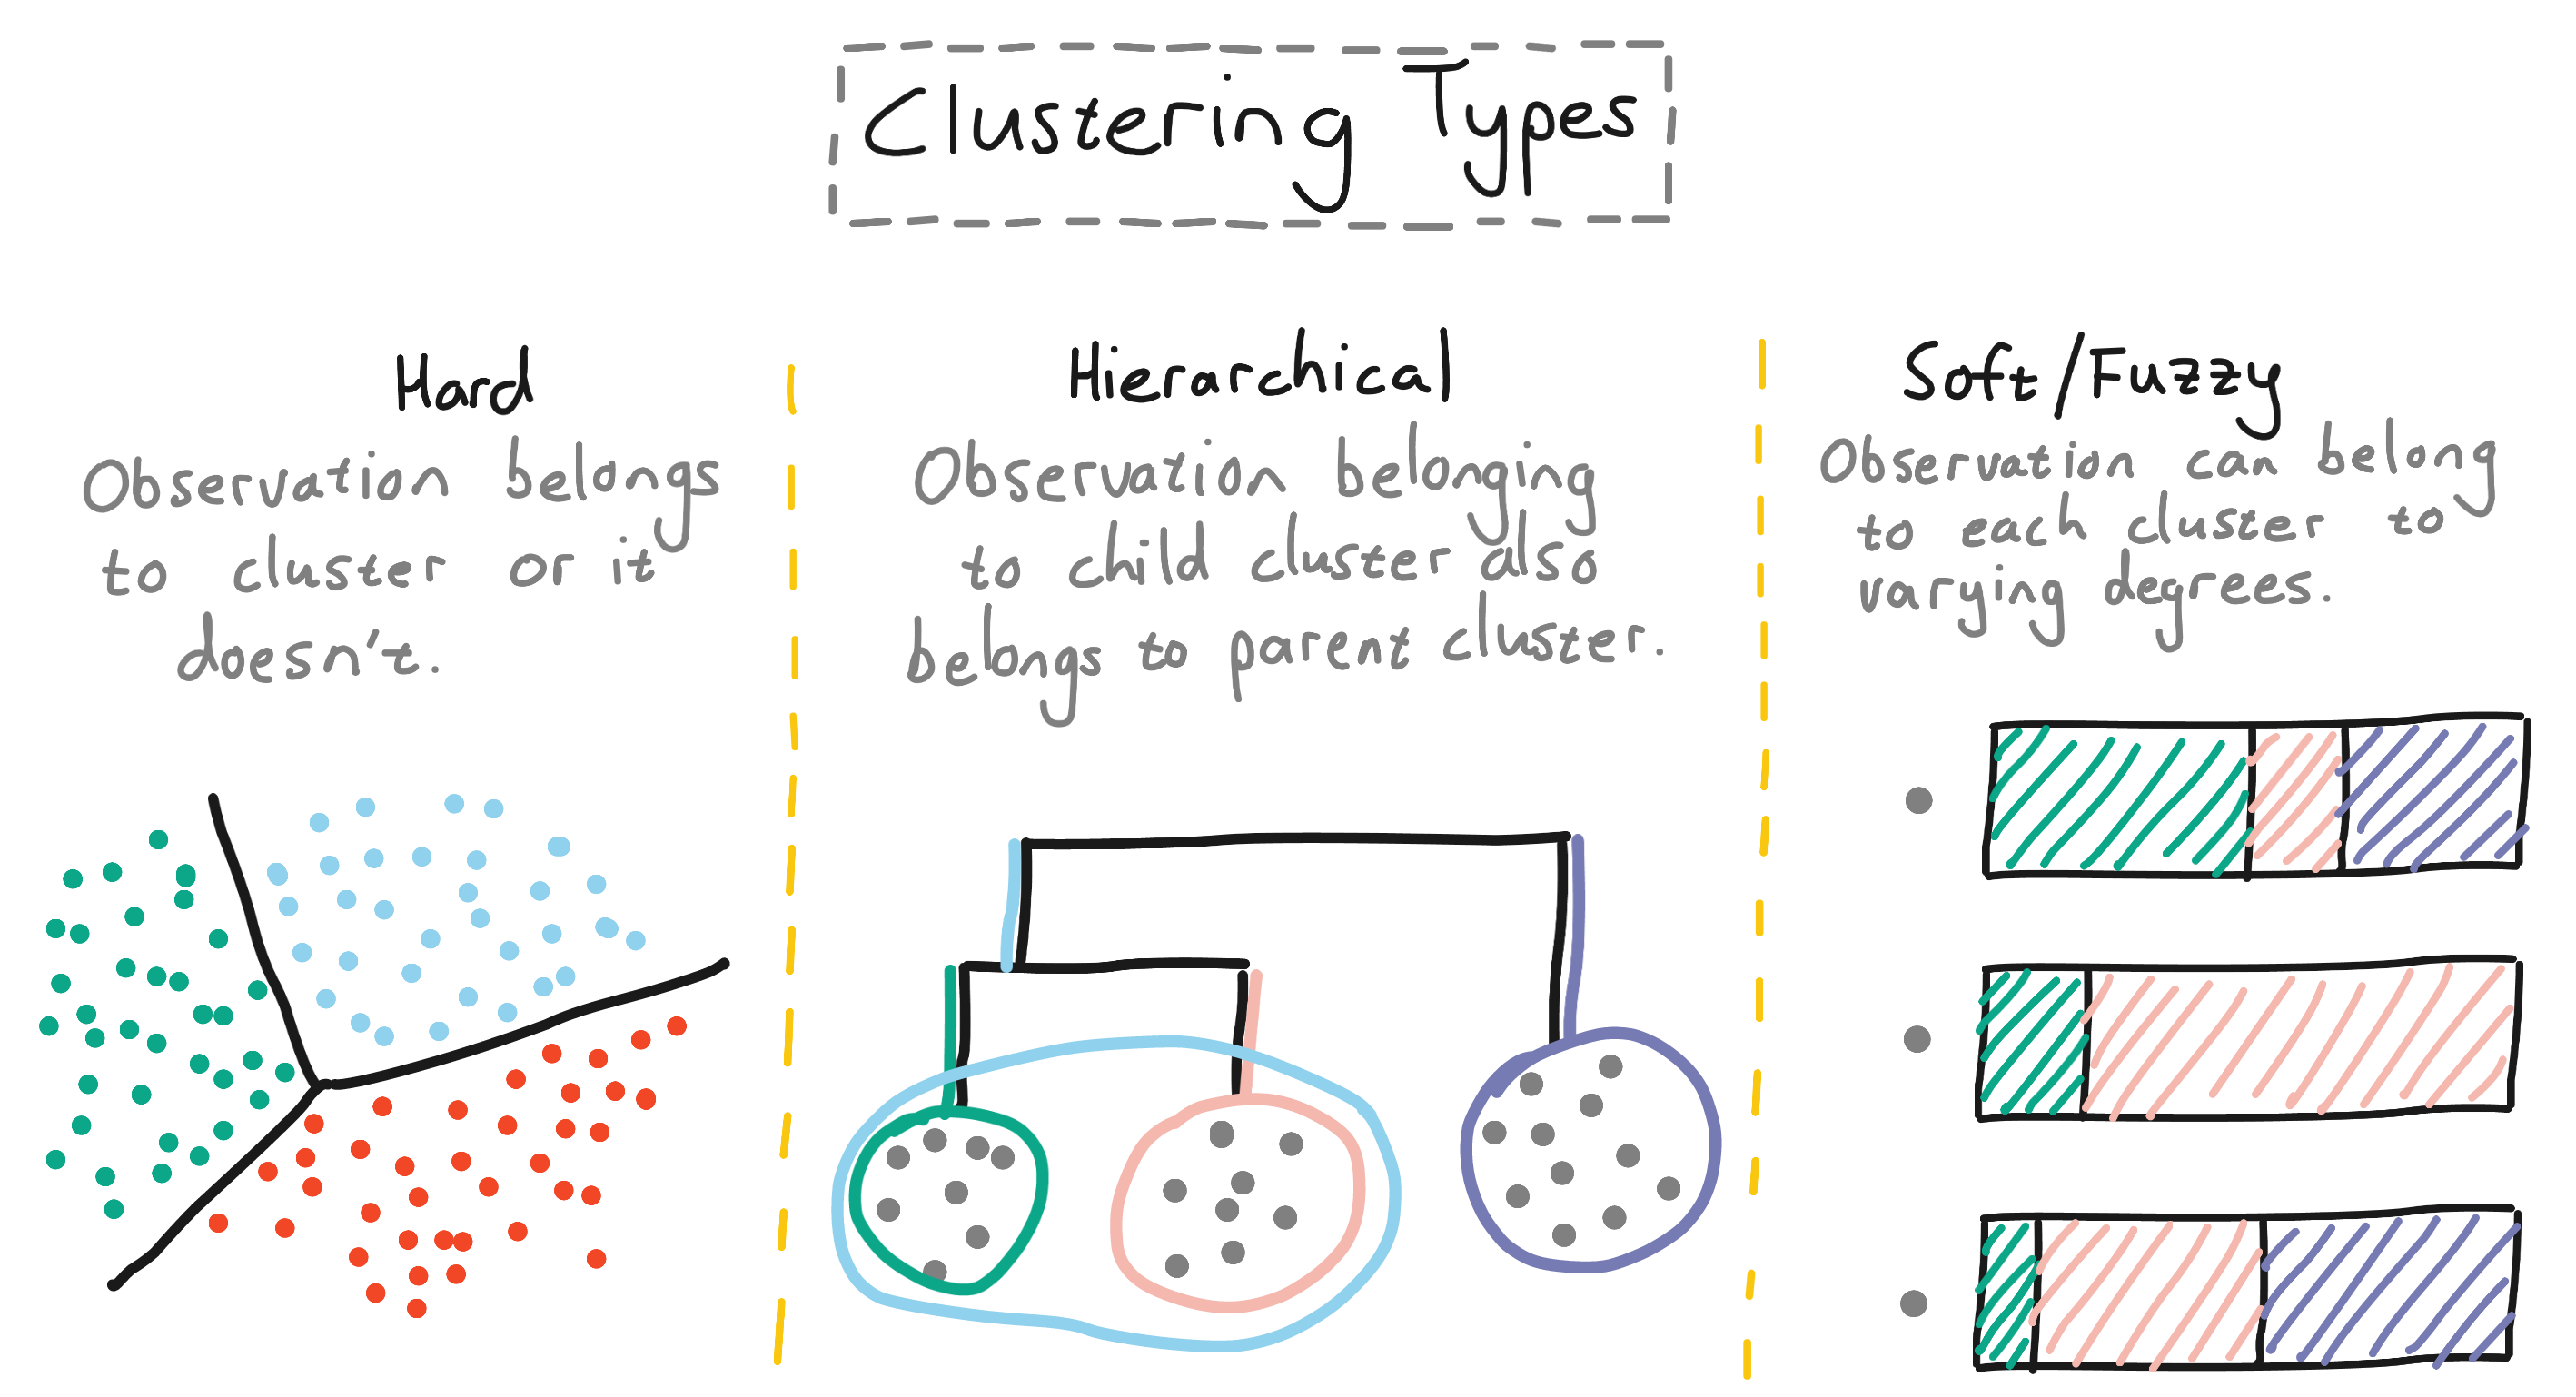 Clustering Types
Hard
Observation belongs
to cluster or it
doesn't.
Hierarchical
Observation belonging
to child cluster also
belongs to parent cluster.
Soft/Fuzzy
Observation can belong
to each cluster to
varying degrees.